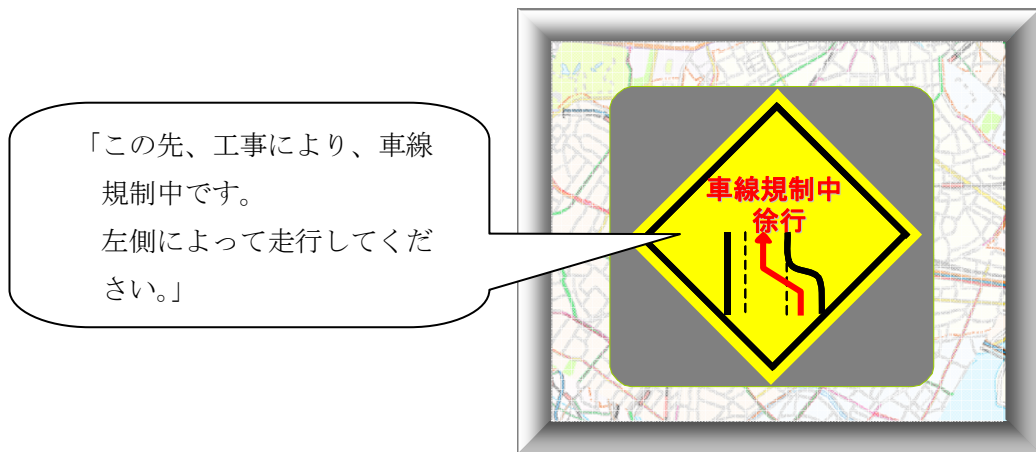 「この先、工事により、車線
規制中です。
左側によって走行してくだ
さい。」
車線規制中
徐行